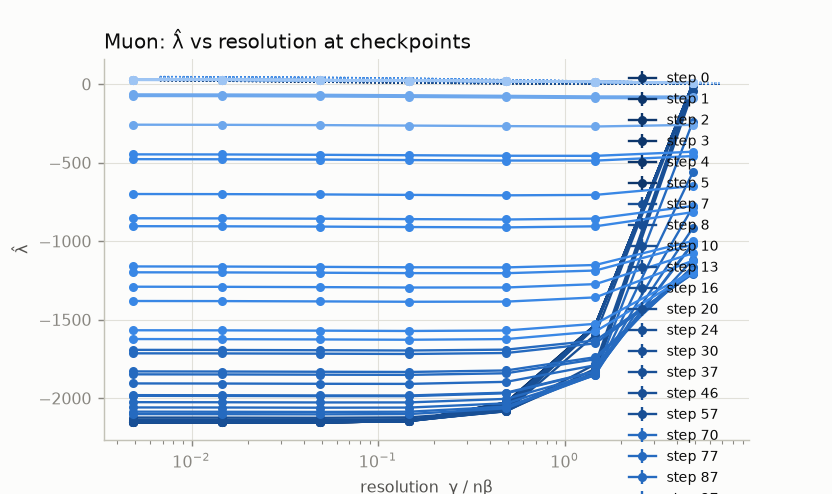 Muon: λ̂ vs resolution at checkpoints
0
−500
−1000
−1500
−2000
λ̂
10⁻²
10⁻¹
10⁰
resolution γ / nβ
step 0
step 1
step 2
step 3
step 4
step 5
step 7
step 8
step 10
step 13
step 16
step 20
step 24
step 30
step 37
step 46
step 57
step 70
step 77
step 87